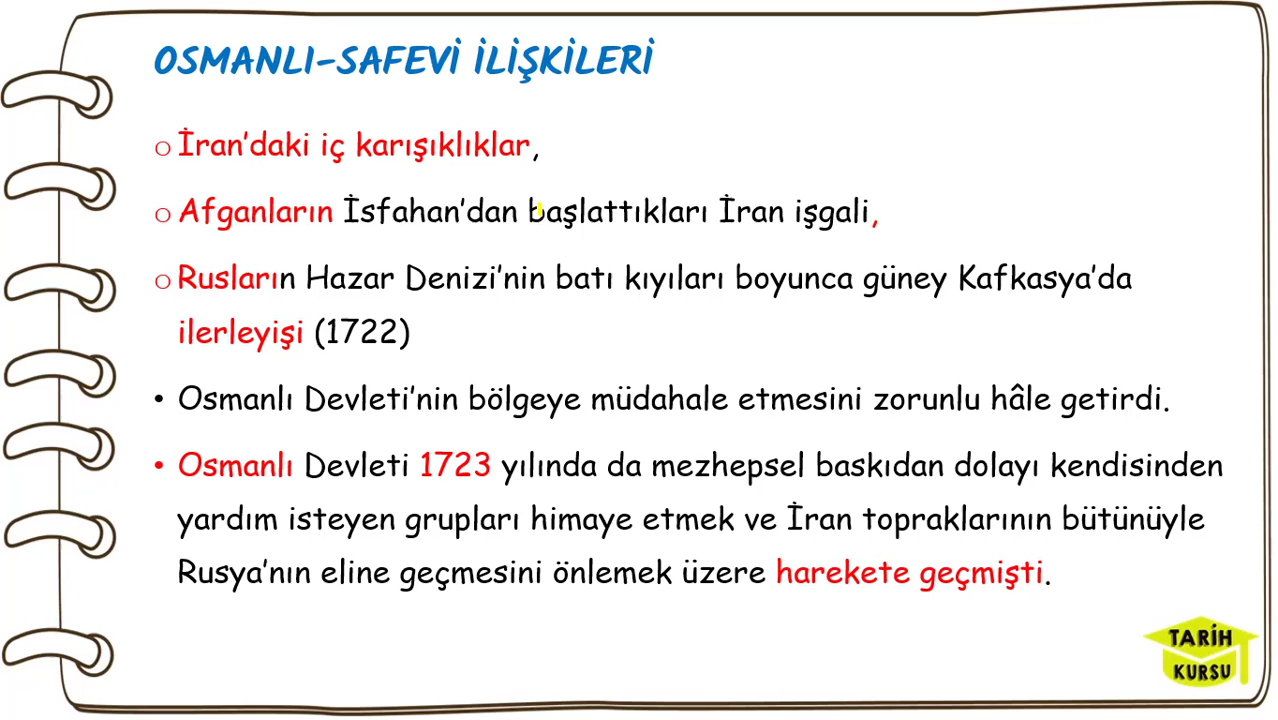 OSMANLI-SAFEVİ İLİŞKİLERİ
o İran'daki iç karışıklıklar,
o Afganların İsfahan'dan başlattıkları İran işgali,
o Rusların Hazar Denizi'nin batı kıyıları boyunca güney Kafkasya'da
ilerleyişi (1722)
• Osmanlı Devleti'nin bölgeye müdahale etmesini zorunlu hâle getirdi.
• Osmanlı Devleti 1723 yılında da mezhepsel baskıdan dolayı kendisinden
yardım isteyen grupları himaye etmek ve İran topraklarının bütünüyle
Rusya'nın eline geçmesini önlemek üzere harekete geçmişti.
TARİH
KURSU